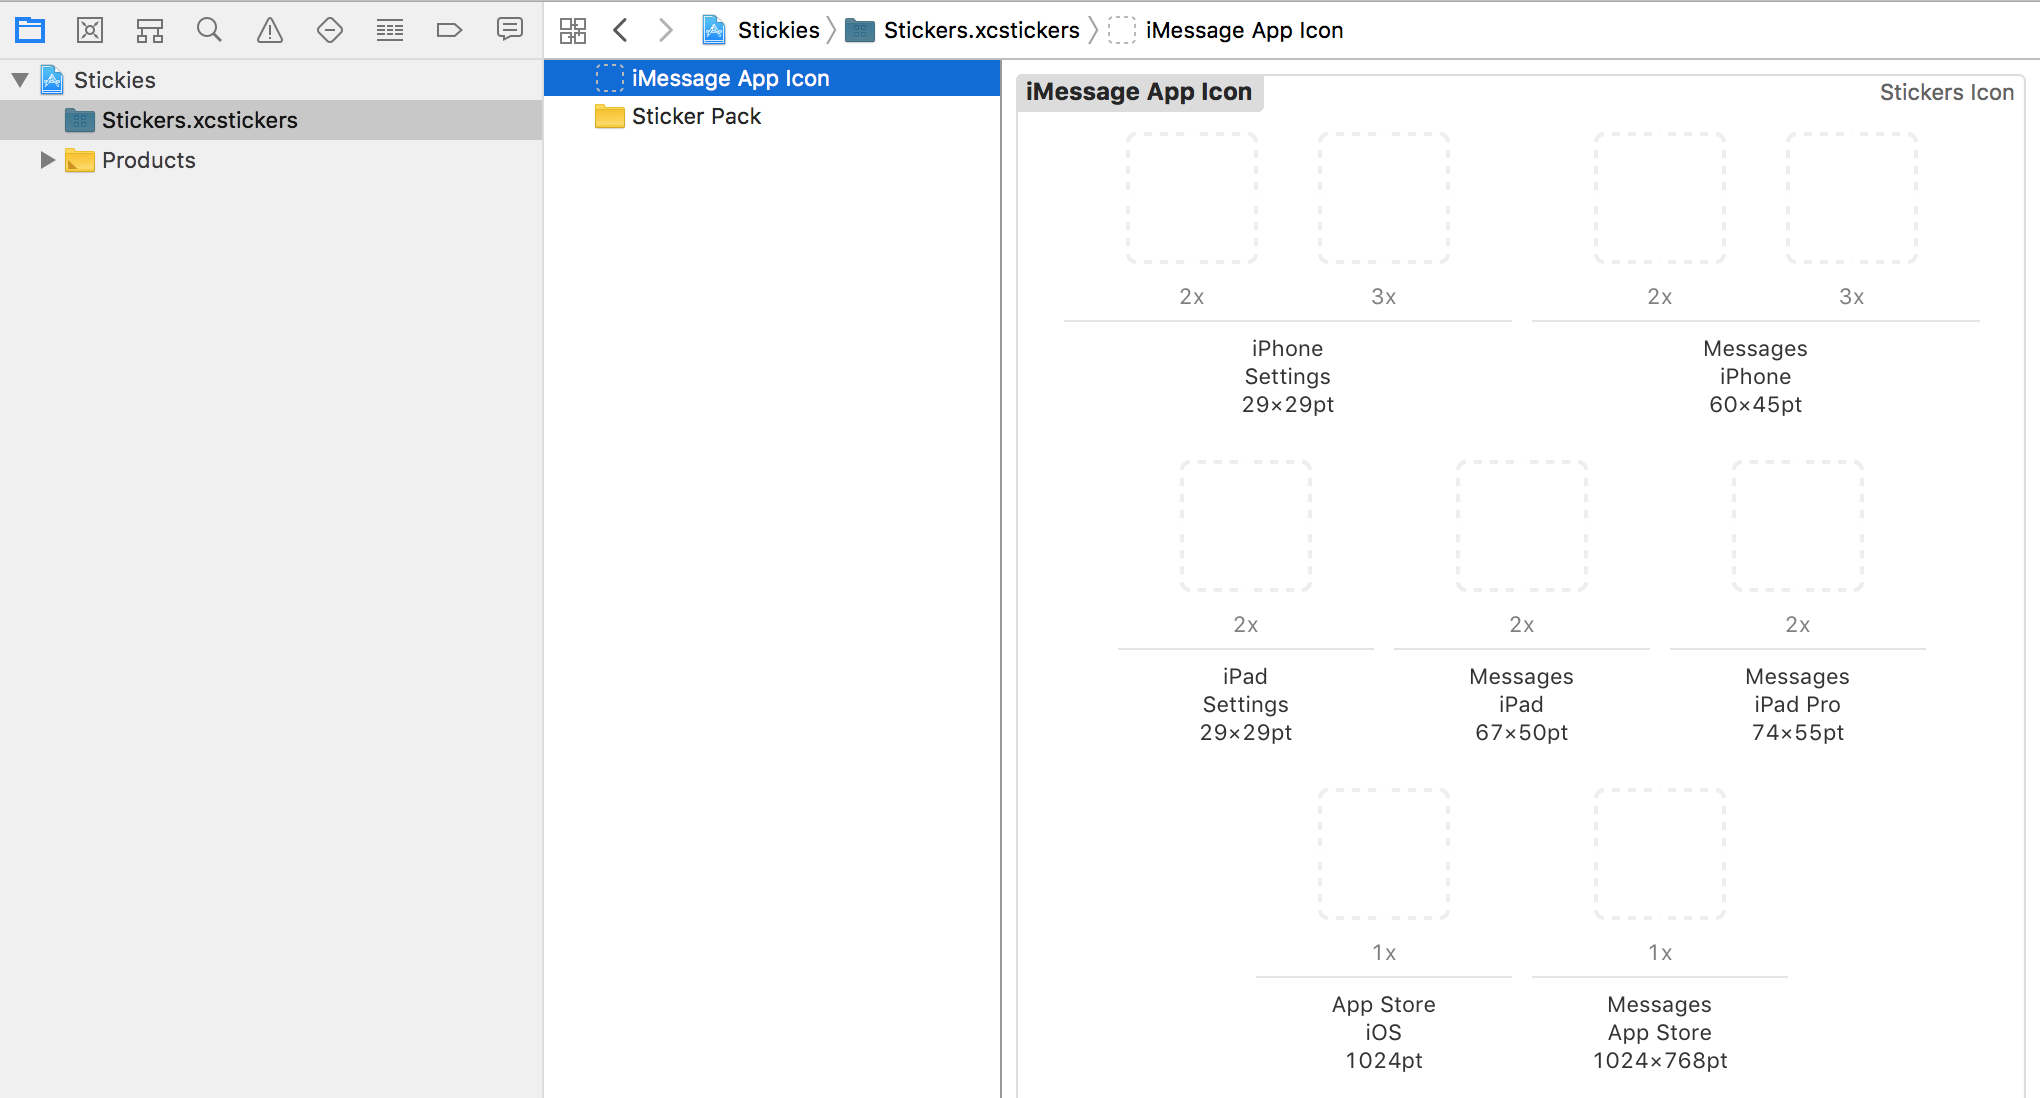 Stickies
Stickers.xcstickers
iMessage App Icon
Stickies
Stickers.xcstickers
Products
iMessage App Icon
Sticker Pack
iMessage App Icon
Stickers Icon
2x
3x
2x
3x
iPhone
Settings
29×29pt
Messages
iPhone
60×45pt
2x
2x
2x
iPad
Settings
29×29pt
Messages
iPad
67×50pt
Messages
iPad Pro
74×55pt
1x
1x
App Store
iOS
1024pt
Messages
App Store
1024×768pt